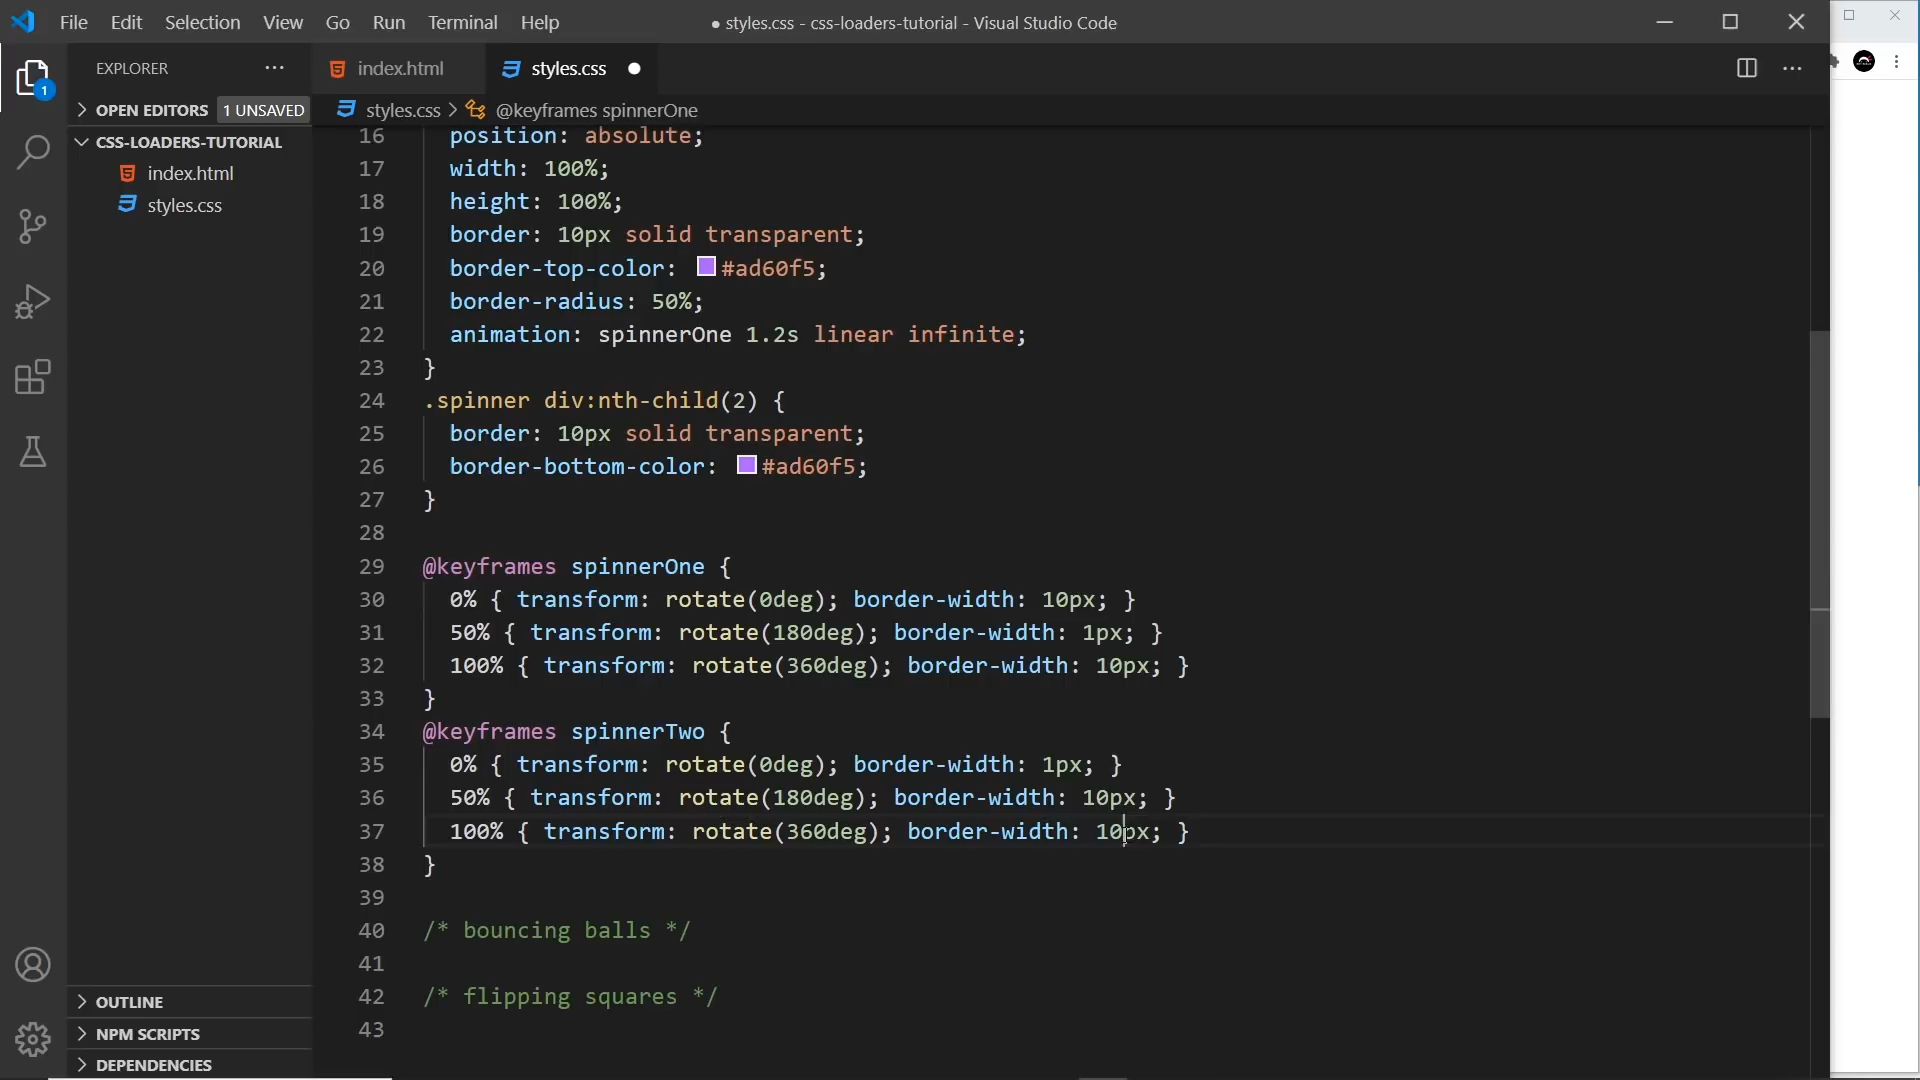 File Edit Selection View Go Run Terminal Help
● styles.css - css-loaders-tutorial - Visual Studio Code
EXPLORER
index.html
styles.css
OPEN EDITORS 1 UNSAVED
styles.css > @keyframes spinnerOne
1
CSS-LOADERS-TUTORIAL
index.html
styles.css
16 position: absolute;
17 width: 100%;
18 height: 100%;
19 border: 10px solid transparent;
20 border-top-color: #ad60f5;
21 border-radius: 50%;
22 animation: spinnerOne 1.2s linear infinite;
23 }
24 .spinner div:nth-child(2) {
25 border: 10px solid transparent;
26 border-bottom-color: #ad60f5;
27 }
28
29 @keyframes spinnerOne {
30 0% { transform: rotate(0deg); border-width: 10px; }
31 50% { transform: rotate(180deg); border-width: 1px; }
32 100% { transform: rotate(360deg); border-width: 10px; }
33 }
34 @keyframes spinnerTwo {
35 0% { transform: rotate(0deg); border-width: 1px; }
36 50% { transform: rotate(180deg); border-width: 10px; }
37 100% { transform: rotate(360deg); border-width: 10px; }
38 }
39
40 /* bouncing balls */
41
42 /* flipping squares */
43
OUTLINE
NPM SCRIPTS
DEPENDENCIES